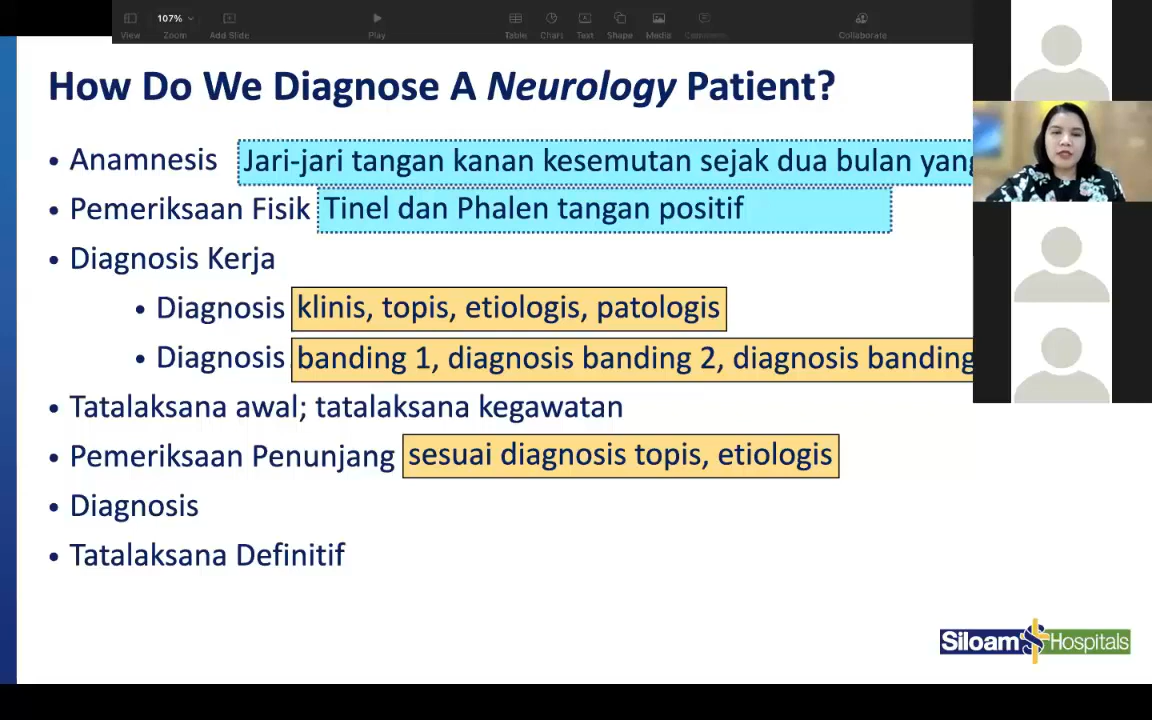 107%
View
Zoom
Add Slide
Play
Table
Chart
Text
Shape
Media
Comment
Collaborate
How Do We Diagnose A Neurology Patient?
• Anamnesis Jari-jari tangan kanan kesemutan sejak dua bulan yang
• Pemeriksaan Fisik Tinel dan Phalen tangan positif
• Diagnosis Kerja
• Diagnosis klinis, topis, etiologis, patologis
• Diagnosis banding 1, diagnosis banding 2, diagnosis banding
• Tatalaksana awal; tatalaksana kegawatan
• Pemeriksaan Penunjang sesuai diagnosis topis, etiologis
• Diagnosis
• Tatalaksana Definitif
Siloam Hospitals